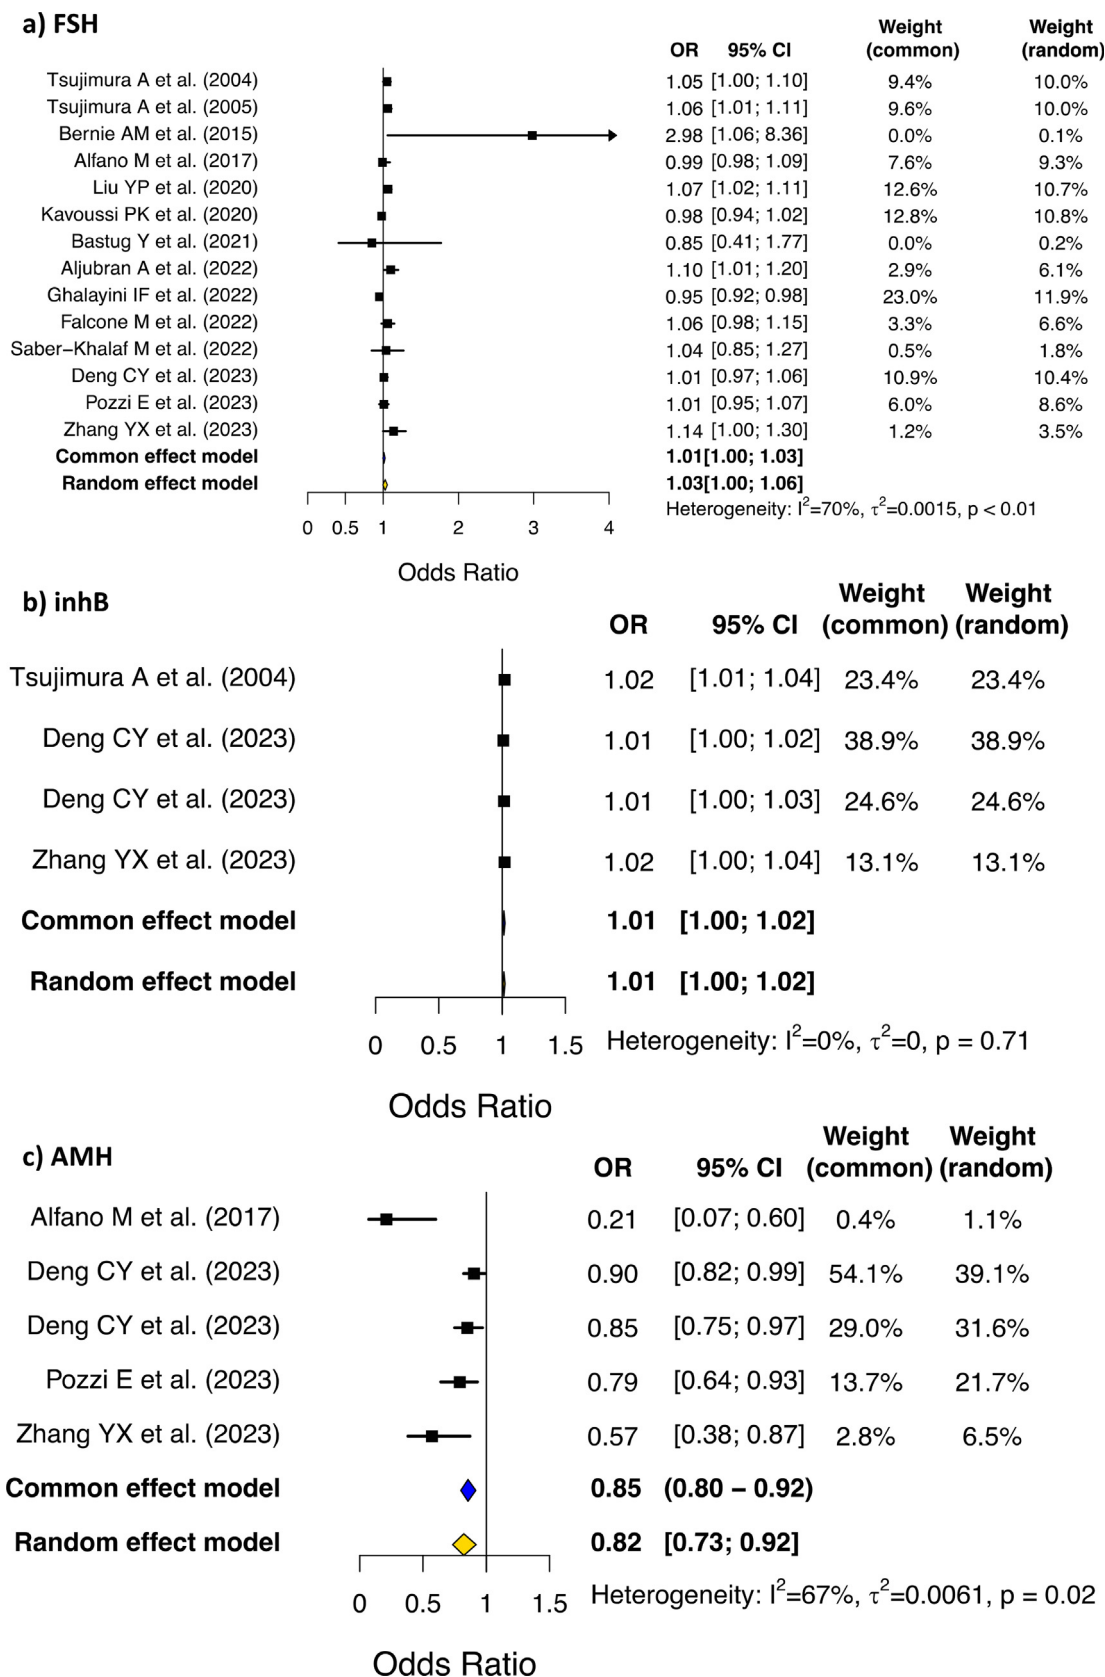 a) FSH
OR 95% CI Weight (common) Weight (random)
Tsujimura A et al. (2004) 1.05 [1.00; 1.10] 9.4% 10.0%
Tsujimura A et al. (2005) 1.06 [1.01; 1.11] 9.6% 10.0%
Bernie AM et al. (2015) 2.98 [1.06; 8.36] 0.0% 0.1%
Alfano M et al. (2017) 0.99 [0.98; 1.09] 7.6% 9.3%
Liu YP et al. (2020) 1.07 [1.02; 1.11] 12.6% 10.7%
Kavoussi PK et al. (2020) 0.98 [0.94; 1.02] 12.8% 10.8%
Bastug Y et al. (2021) 0.85 [0.41; 1.77] 0.0% 0.2%
Aljubran A et al. (2022) 1.10 [1.01; 1.20] 2.9% 6.1%
Ghalayini IF et al. (2022) 0.95 [0.92; 0.98] 23.0% 11.9%
Falcone M et al. (2022) 1.06 [0.98; 1.15] 3.3% 6.6%
Saber−Khalaf M et al. (2022) 1.04 [0.85; 1.27] 0.5% 1.8%
Deng CY et al. (2023) 1.01 [0.97; 1.06] 10.9% 10.4%
Pozzi E et al. (2023) 1.01 [0.95; 1.07] 6.0% 8.6%
Zhang YX et al. (2023) 1.14 [1.00; 1.30] 1.2% 3.5%
Common effect model 1.01[1.00; 1.03]
Random effect model 1.03[1.00; 1.06]
Heterogeneity: I²=70%, τ²=0.0015, p < 0.01
0 0.5 1 2 3 4
Odds Ratio
b) inhB
OR 95% CI Weight (common) Weight (random)
Tsujimura A et al. (2004) 1.02 [1.01; 1.04] 23.4% 23.4%
Deng CY et al. (2023) 1.01 [1.00; 1.02] 38.9% 38.9%
Deng CY et al. (2023) 1.01 [1.00; 1.03] 24.6% 24.6%
Zhang YX et al. (2023) 1.02 [1.00; 1.04] 13.1% 13.1%
Common effect model 1.01 [1.00; 1.02]
Random effect model 1.01 [1.00; 1.02]
0 0.5 1 1.5 Heterogeneity: I²=0%, τ²=0, p = 0.71
Odds Ratio
c) AMH
OR 95% CI Weight (common) Weight (random)
Alfano M et al. (2017) 0.21 [0.07; 0.60] 0.4% 1.1%
Deng CY et al. (2023) 0.90 [0.82; 0.99] 54.1% 39.1%
Deng CY et al. (2023) 0.85 [0.75; 0.97] 29.0% 31.6%
Pozzi E et al. (2023) 0.79 [0.64; 0.93] 13.7% 21.7%
Zhang YX et al. (2023) 0.57 [0.38; 0.87] 2.8% 6.5%
Common effect model 0.85 (0.80 − 0.92)
Random effect model 0.82 [0.73; 0.92]
0 0.5 1 1.5 Heterogeneity: I²=67%, τ²=0.0061, p = 0.02
Odds Ratio